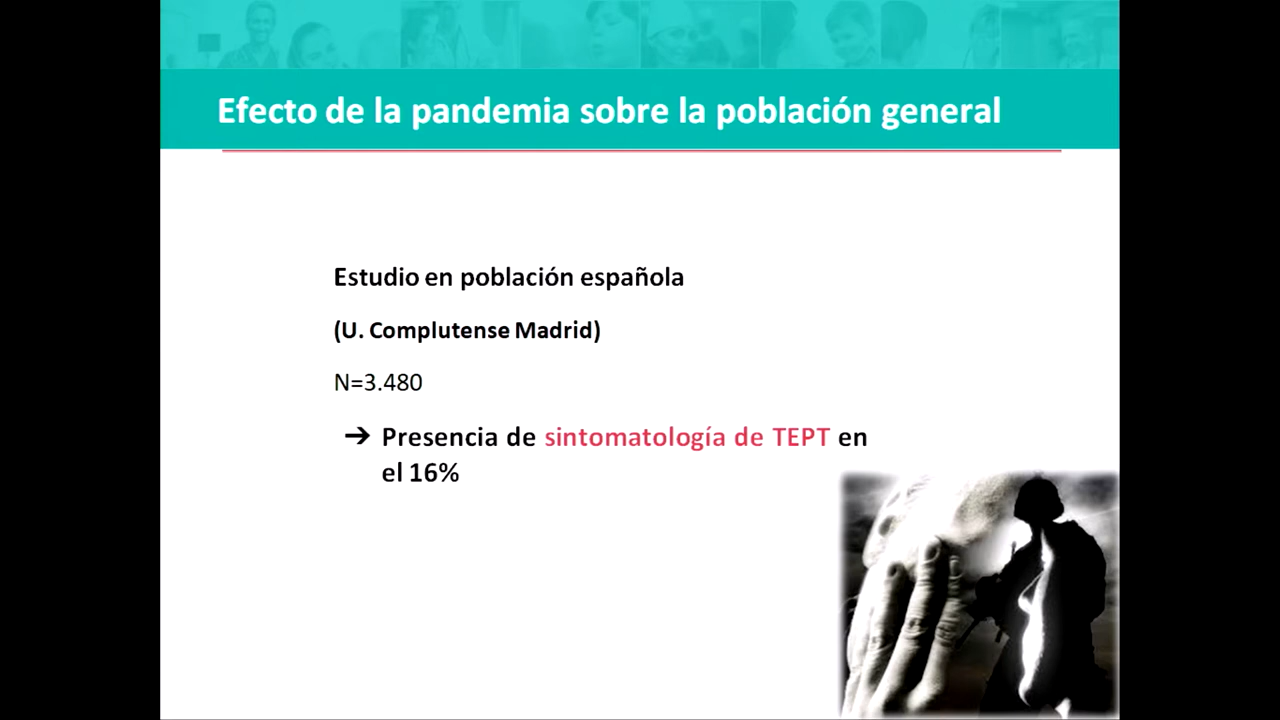 Efecto de la pandemia sobre la población general
Estudio en población española
(U. Complutense Madrid)
N=3.480
➔ Presencia de sintomatología de TEPT en
el 16%